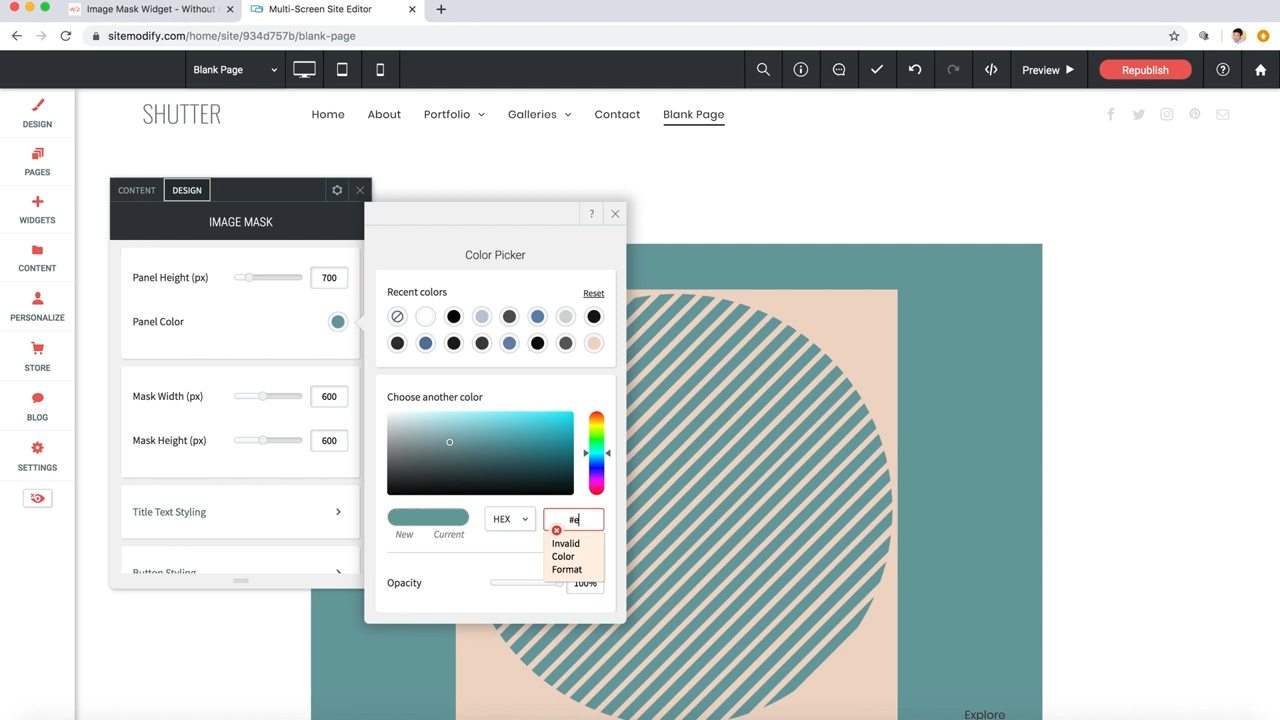 Image Mask Widget - Without
Multi-Screen Site Editor
sitemodify.com/home/site/934d757b/blank-page
Blank Page
Preview
Republish
DESIGN
PAGES
WIDGETS
CONTENT
PERSONALIZE
STORE
BLOG
SETTINGS
SHUTTER
Home
About
Portfolio
Galleries
Contact
Blank Page
CONTENT
DESIGN
IMAGE MASK
Panel Height (px)
700
Panel Color
Mask Width (px)
600
Mask Height (px)
600
Title Text Styling
Button Styling
Color Picker
Recent colors
Reset
Choose another color
HEX
#e
New
Current
Invalid
Color
Format
Opacity
100%
Explore